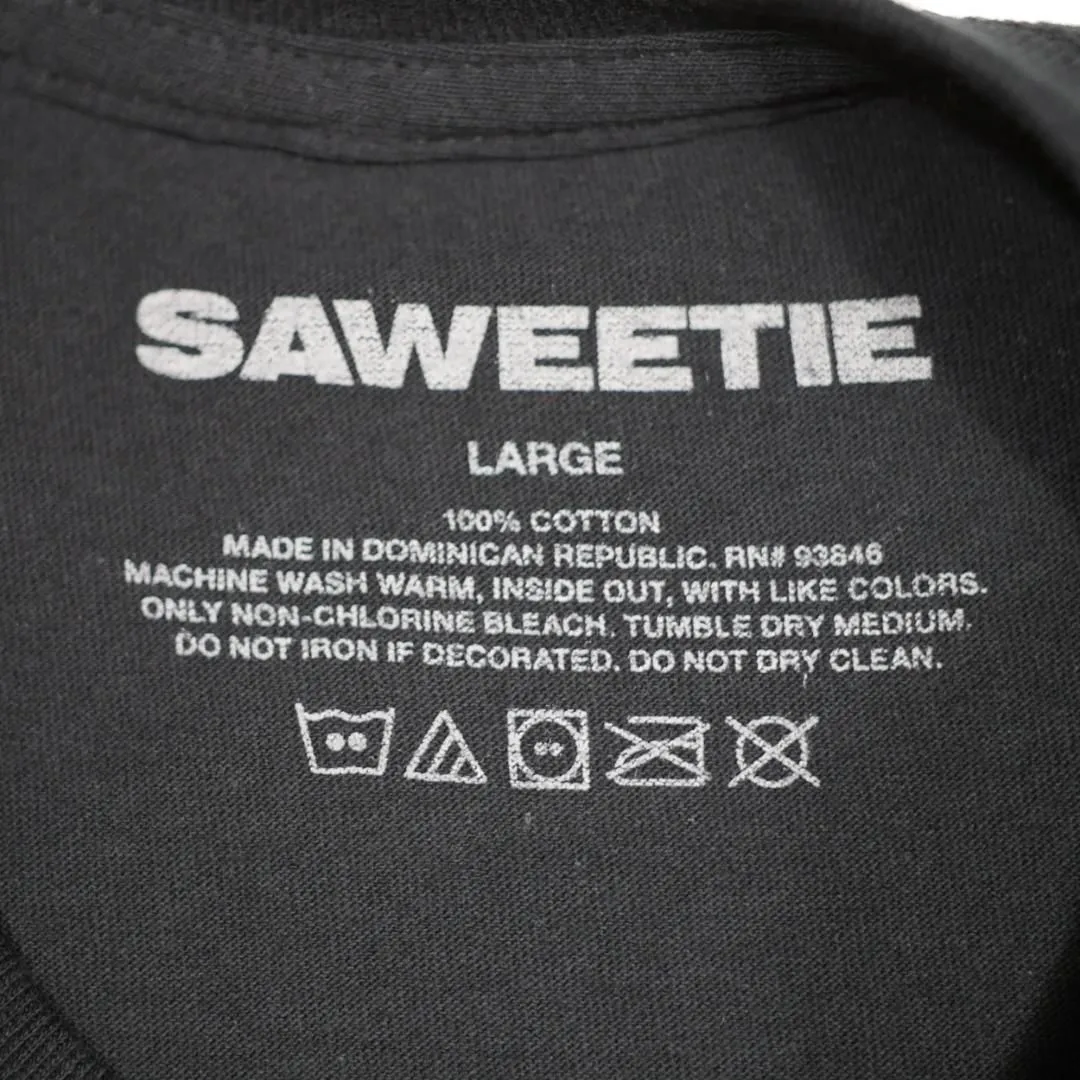 SAWEETIE
LARGE
100% COTTON
MADE IN DOMINICAN REPUBLIC. RN# 93846
MACHINE WASH WARM, INSIDE OUT, WITH LIKE COLORS.
ONLY NON-CHLORINE BLEACH. TUMBLE DRY MEDIUM.
DO NOT IRON IF DECORATED. DO NOT DRY CLEAN.